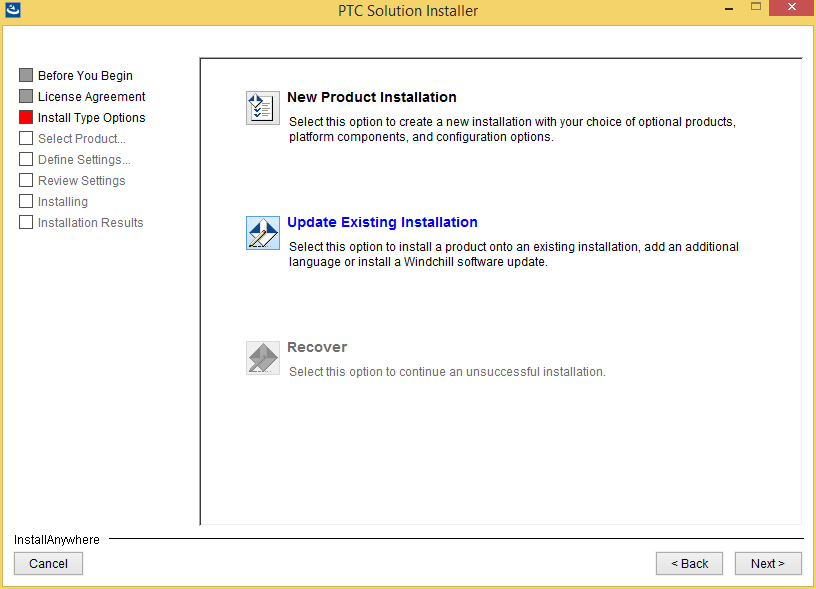 PTC Solution Installer
Before You Begin
License Agreement
Install Type Options
Select Product...
Define Settings...
Review Settings
Installing
Installation Results
New Product Installation
Select this option to create a new installation with your choice of optional products,
platform components, and configuration options.
Update Existing Installation
Select this option to install a product onto an existing installation, add an additional
language or install a Windchill software update.
Recover
Select this option to continue an unsuccessful installation.
InstallAnywhere
Cancel
< Back
Next >